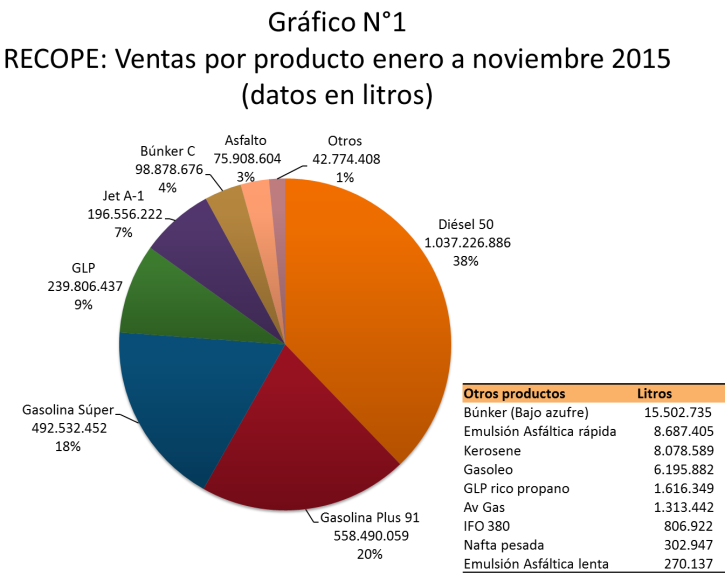 Gráfico N°1
RECOPE: Ventas por producto enero a noviembre 2015
(datos en litros)
Otros
42.774.408
1%
Asfalto
75.908.604
3%
Búnker C
98.878.676
4%
Jet A-1
196.556.222
7%
GLP
239.806.437
9%
Gasolina Súper
492.532.452
18%
Gasolina Plus 91
558.490.059
20%
Diésel 50
1.037.226.886
38%
Otros productos Litros
Búnker (Bajo azufre) 15.502.735
Emulsión Asfáltica rápida 8.687.405
Kerosene 8.078.589
Gasoleo 6.195.882
GLP rico propano 1.616.349
Av Gas 1.313.442
IFO 380 806.922
Nafta pesada 302.947
Emulsión Asfáltica lenta 270.137